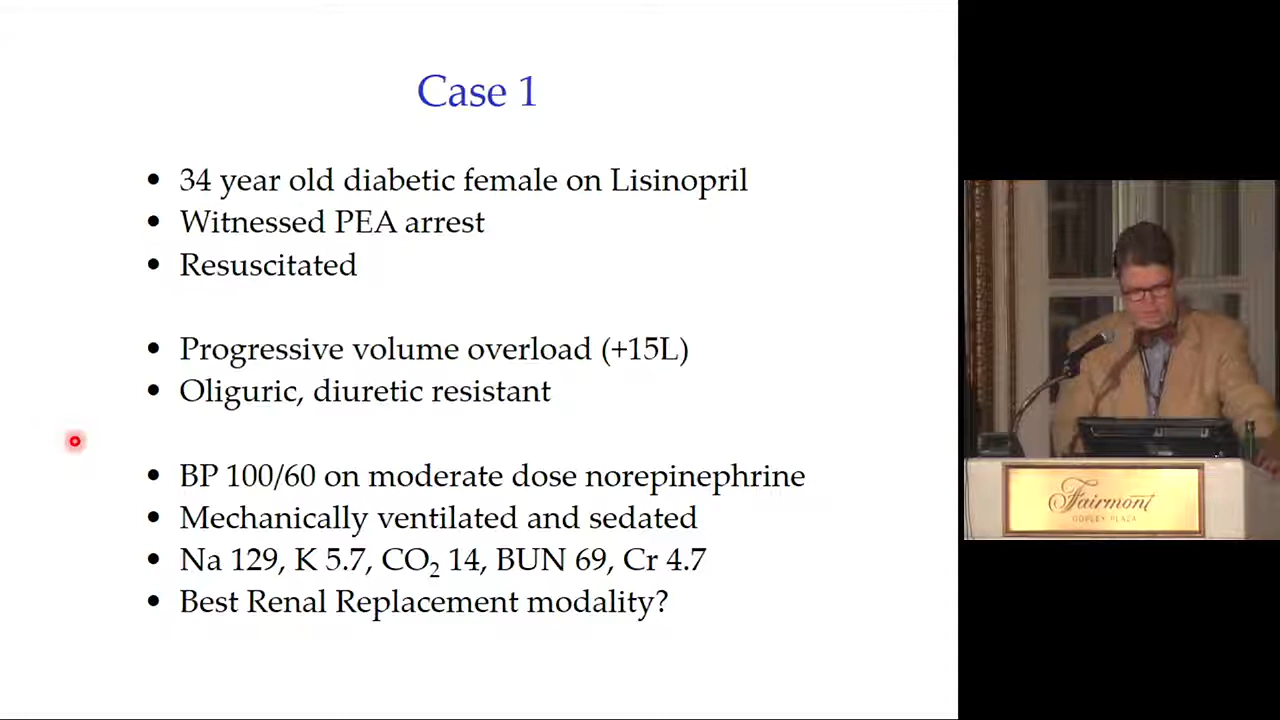 Case 1
• 34 year old diabetic female on Lisinopril
• Witnessed PEA arrest
• Resuscitated
• Progressive volume overload (+15L)
• Oliguric, diuretic resistant
• BP 100/60 on moderate dose norepinephrine
• Mechanically ventilated and sedated
• Na 129, K 5.7, CO₂ 14, BUN 69, Cr 4.7
• Best Renal Replacement modality?
Fairmont
COPLEY PLAZA